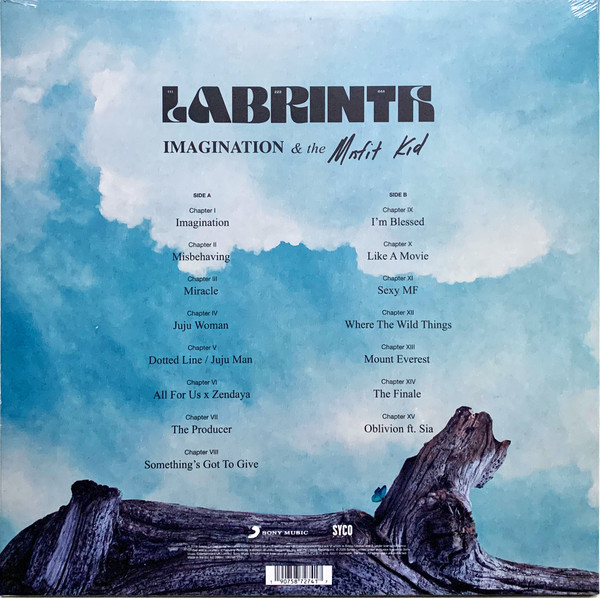 LABRINTH
IMAGINATION & the Misfit Kid
SIDE A
Chapter I
Imagination
Chapter II
Misbehaving
Chapter III
Miracle
Chapter IV
Juju Woman
Chapter V
Dotted Line / Juju Man
Chapter VI
All For Us x Zendaya
Chapter VII
The Producer
Chapter VIII
Something's Got To Give
SIDE B
Chapter IX
I'm Blessed
Chapter X
Like A Movie
Chapter XI
Sexy MF
Chapter XII
Where The Wild Things
Chapter XIII
Mount Everest
Chapter XIV
The Finale
Chapter XV
Oblivion ft. Sia
SONY MUSIC
SYCO
90758 72741